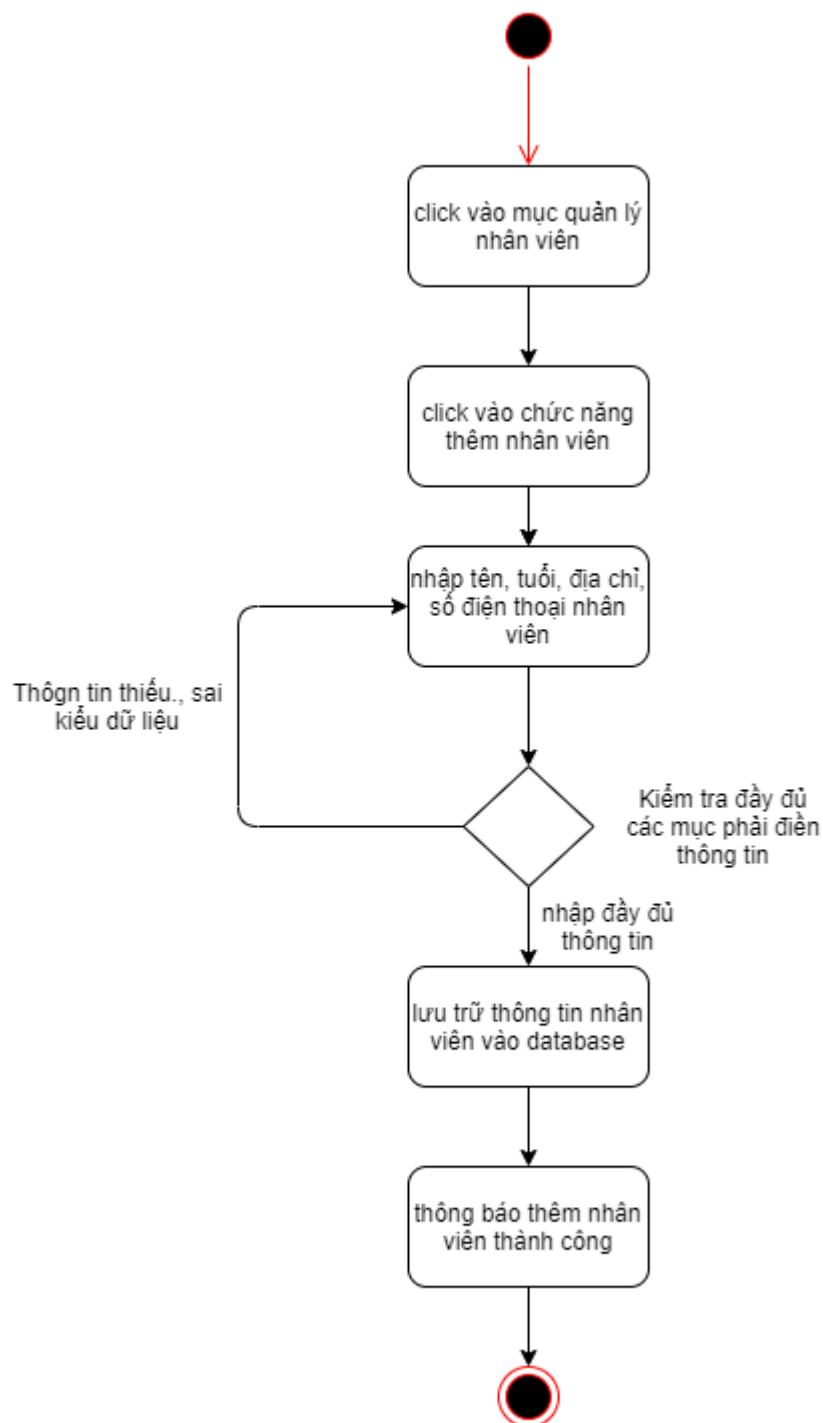 click vào mục quản lý
nhân viên
click vào chức năng
thêm nhân viên
nhập tên, tuổi, địa chỉ,
số điện thoại nhân
viên
Thôgn tin thiếu., sai
kiểu dữ liệu
Kiểm tra đầy đủ
các mục phải điền
thông tin
nhập đầy đủ
thông tin
lưu trữ thông tin nhân
viên vào database
thông báo thêm nhân
viên thành công